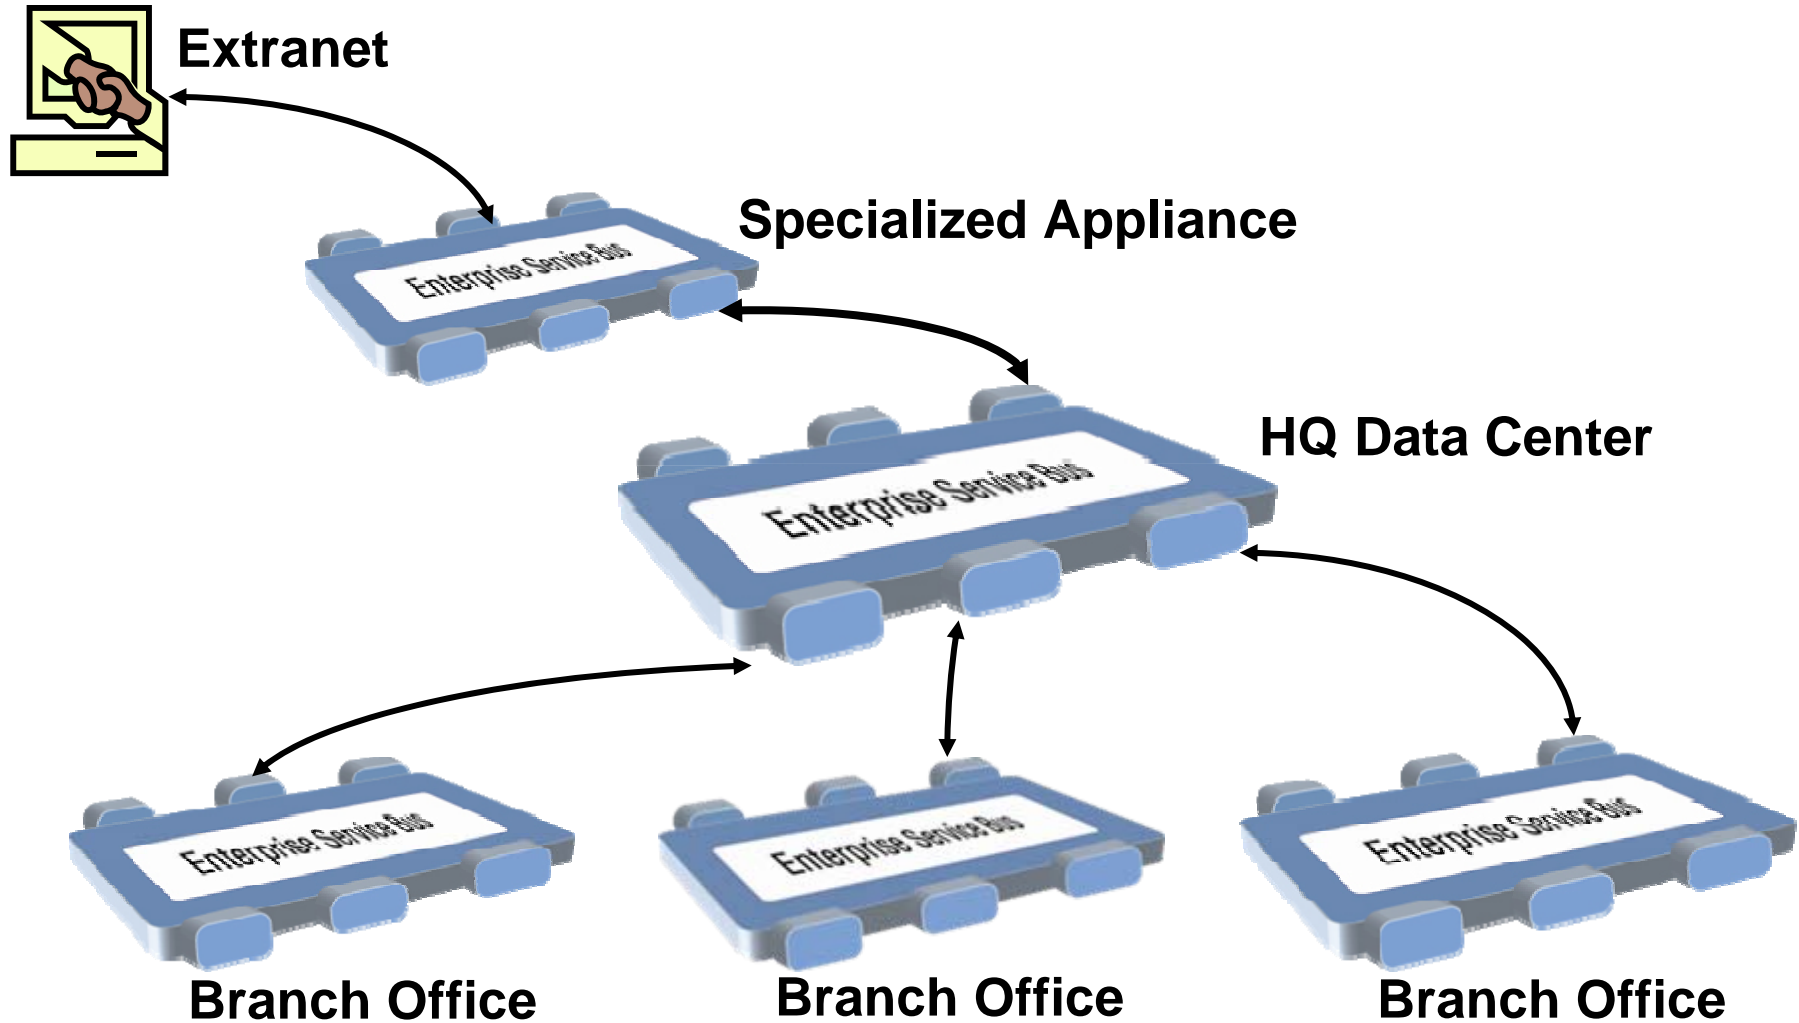 Extranet
Specialized Appliance
Enterprise Service Bus
HQ Data Center
Enterprise Service Bus
Enterprise Service Bus
Enterprise Service Bus
Enterprise Service Bus
Branch Office
Branch Office
Branch Office